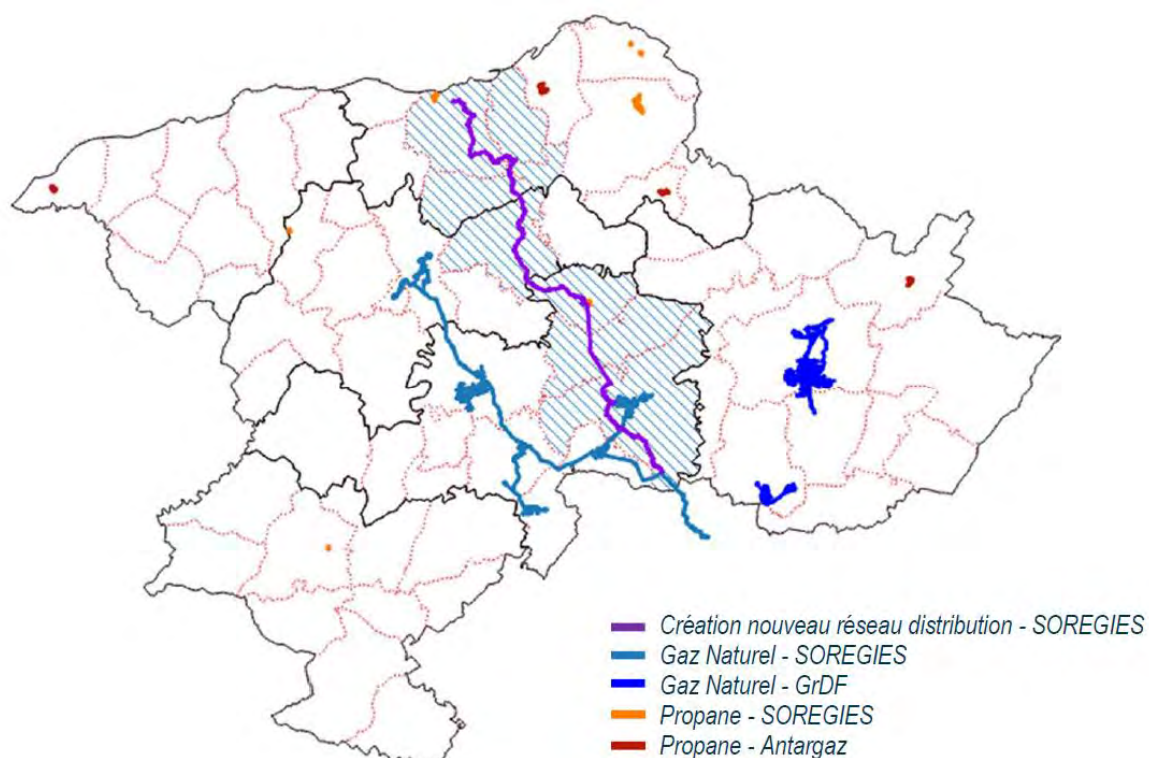 Création nouveau réseau distribution - SOREGIES
Gaz Naturel - SOREGIES
Gaz Naturel - GrDF
Propane - SOREGIES
Propane - Antargaz